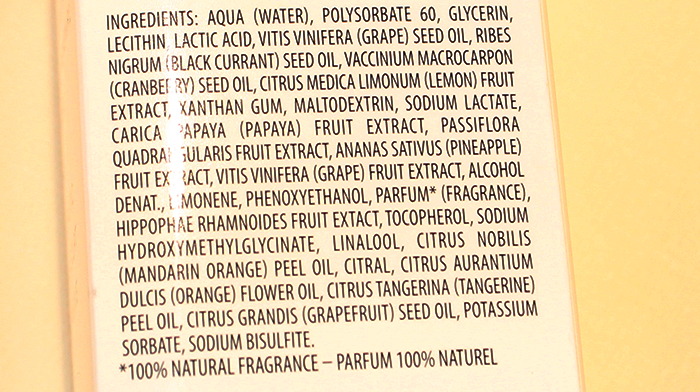 INGREDIENTS: AQUA (WATER), POLYSORBATE 60, GLYCERIN,
LECITHIN, LACTIC ACID, VITIS VINIFERA (GRAPE) SEED OIL, RIBES
NIGRUM (BLACK CURRANT) SEED OIL, VACCINIUM MACROCARPON
(CRANBERRY) SEED OIL, CITRUS MEDICA LIMONUM (LEMON) FRUIT
EXTRACT, XANTHAN GUM, MALTODEXTRIN, SODIUM LACTATE,
CARICA PAPAYA (PAPAYA) FRUIT EXTRACT, PASSIFLORA
QUADRANGULARIS FRUIT EXTRACT, ANANAS SATIVUS (PINEAPPLE)
FRUIT EXTRACT, VITIS VINIFERA (GRAPE) FRUIT EXTRACT, ALCOHOL
DENAT., LIMONENE, PHENOXYETHANOL, PARFUM* (FRAGRANCE),
HIPPOPHAE RHAMNOIDES FRUIT EXTACT, TOCOPHEROL, SODIUM
HYDROXYMETHYLGLYCINATE, LINALOOL, CITRUS NOBILIS
(MANDARIN ORANGE) PEEL OIL, CITRAL, CITRUS AURANTIUM
DULCIS (ORANGE) FLOWER OIL, CITRUS TANGERINA (TANGERINE)
PEEL OIL, CITRUS GRANDIS (GRAPEFRUIT) SEED OIL, POTASSIUM
SORBATE, SODIUM BISULFITE.
*100% NATURAL FRAGRANCE – PARFUM 100% NATUREL